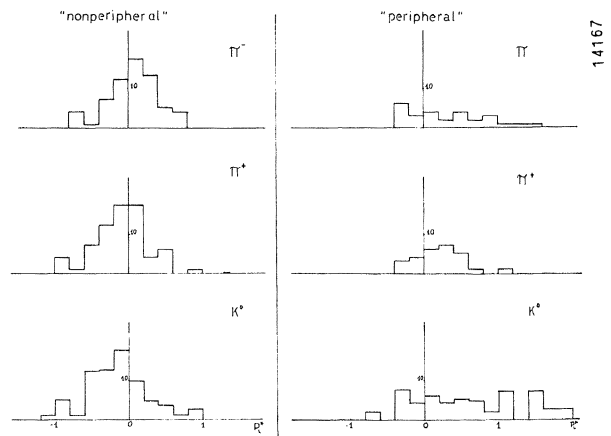 "nonperipheral" "peripheral"
π⁻ π
10 10
π⁺ π⁺
10 10
K° K°
10 10
-1 0 1 -1 0 1
14167